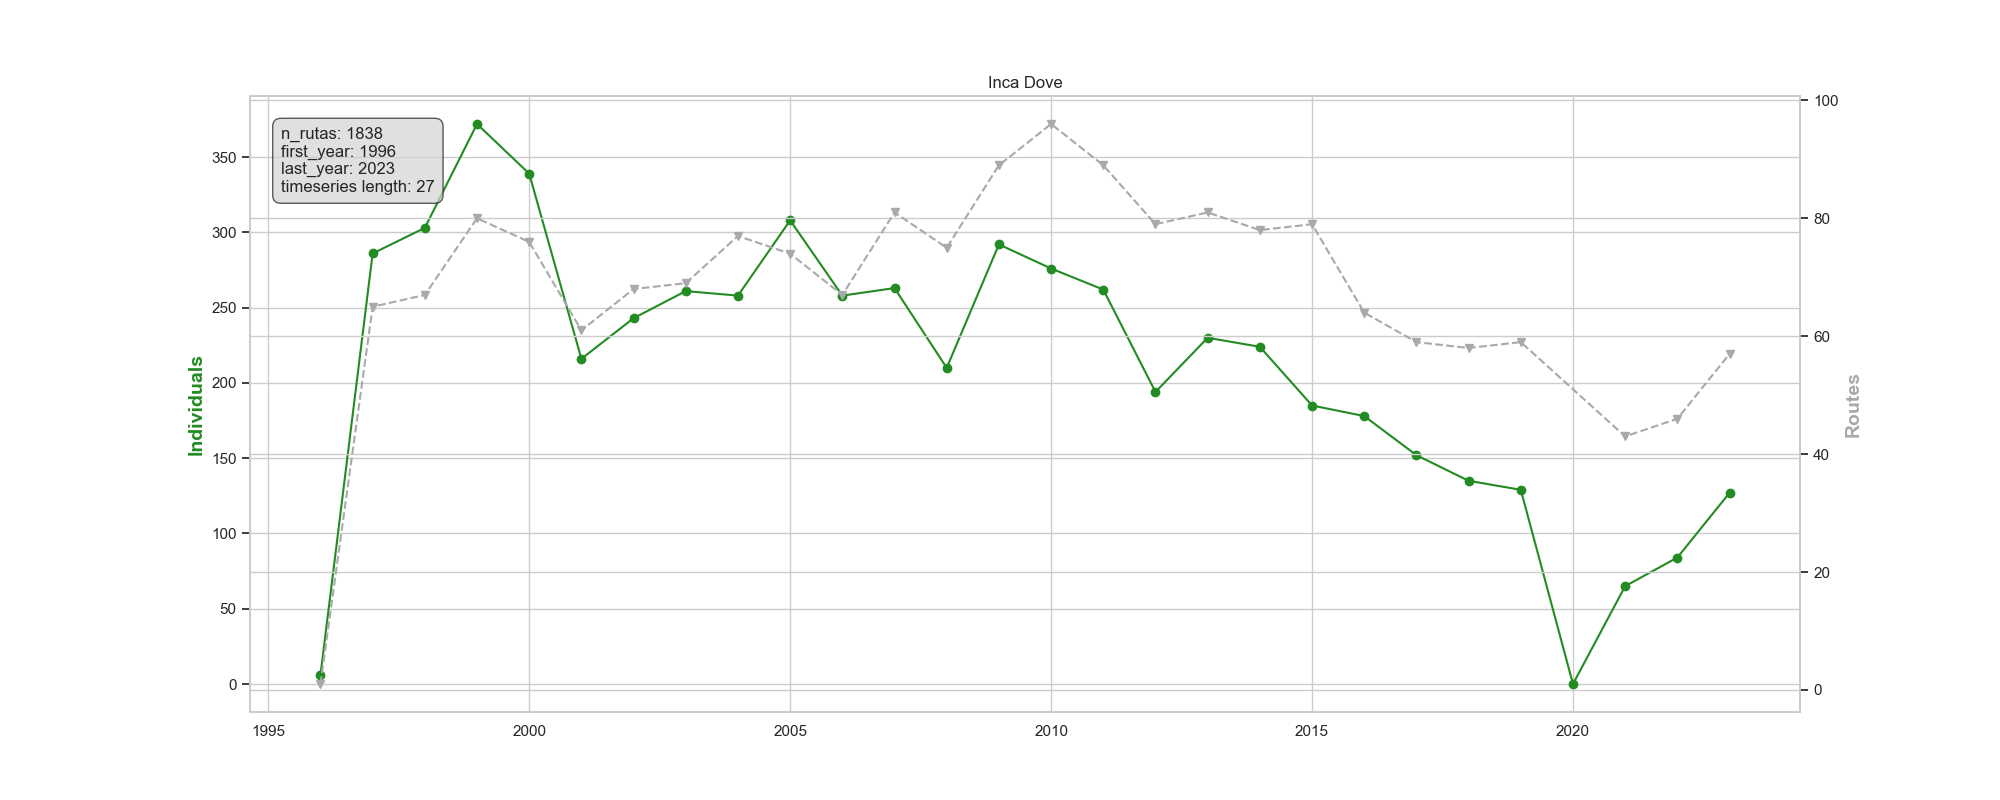 Inca Dove
n_rutas: 1838
first_year: 1996
last_year: 2023
timeseries length: 27
Individuals
350
300
250
200
150
100
50
0
100
80
60
40
20
0
Routes
1995 2000 2005 2010 2015 2020